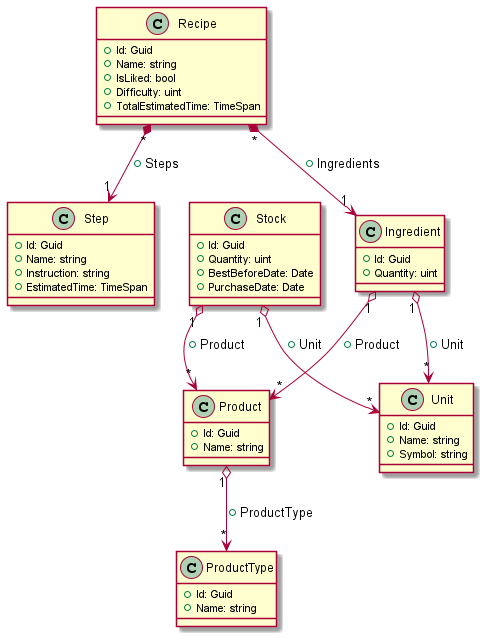 C Recipe
Id: Guid
Name: string
IsLiked: bool
Difficulty: uint
TotalEstimatedTime: TimeSpan
* *
Steps
Ingredients
1 1
C Step
Id: Guid
Name: string
Instruction: string
EstimatedTime: TimeSpan
C Stock
Id: Guid
Quantity: uint
BestBeforeDate: Date
PurchaseDate: Date
C Ingredient
Id: Guid
Quantity: uint
1 1 1 1
Product
Unit
Product
Unit
* * * *
C Product
Id: Guid
Name: string
C Unit
Id: Guid
Name: string
Symbol: string
1
ProductType
*
C ProductType
Id: Guid
Name: string